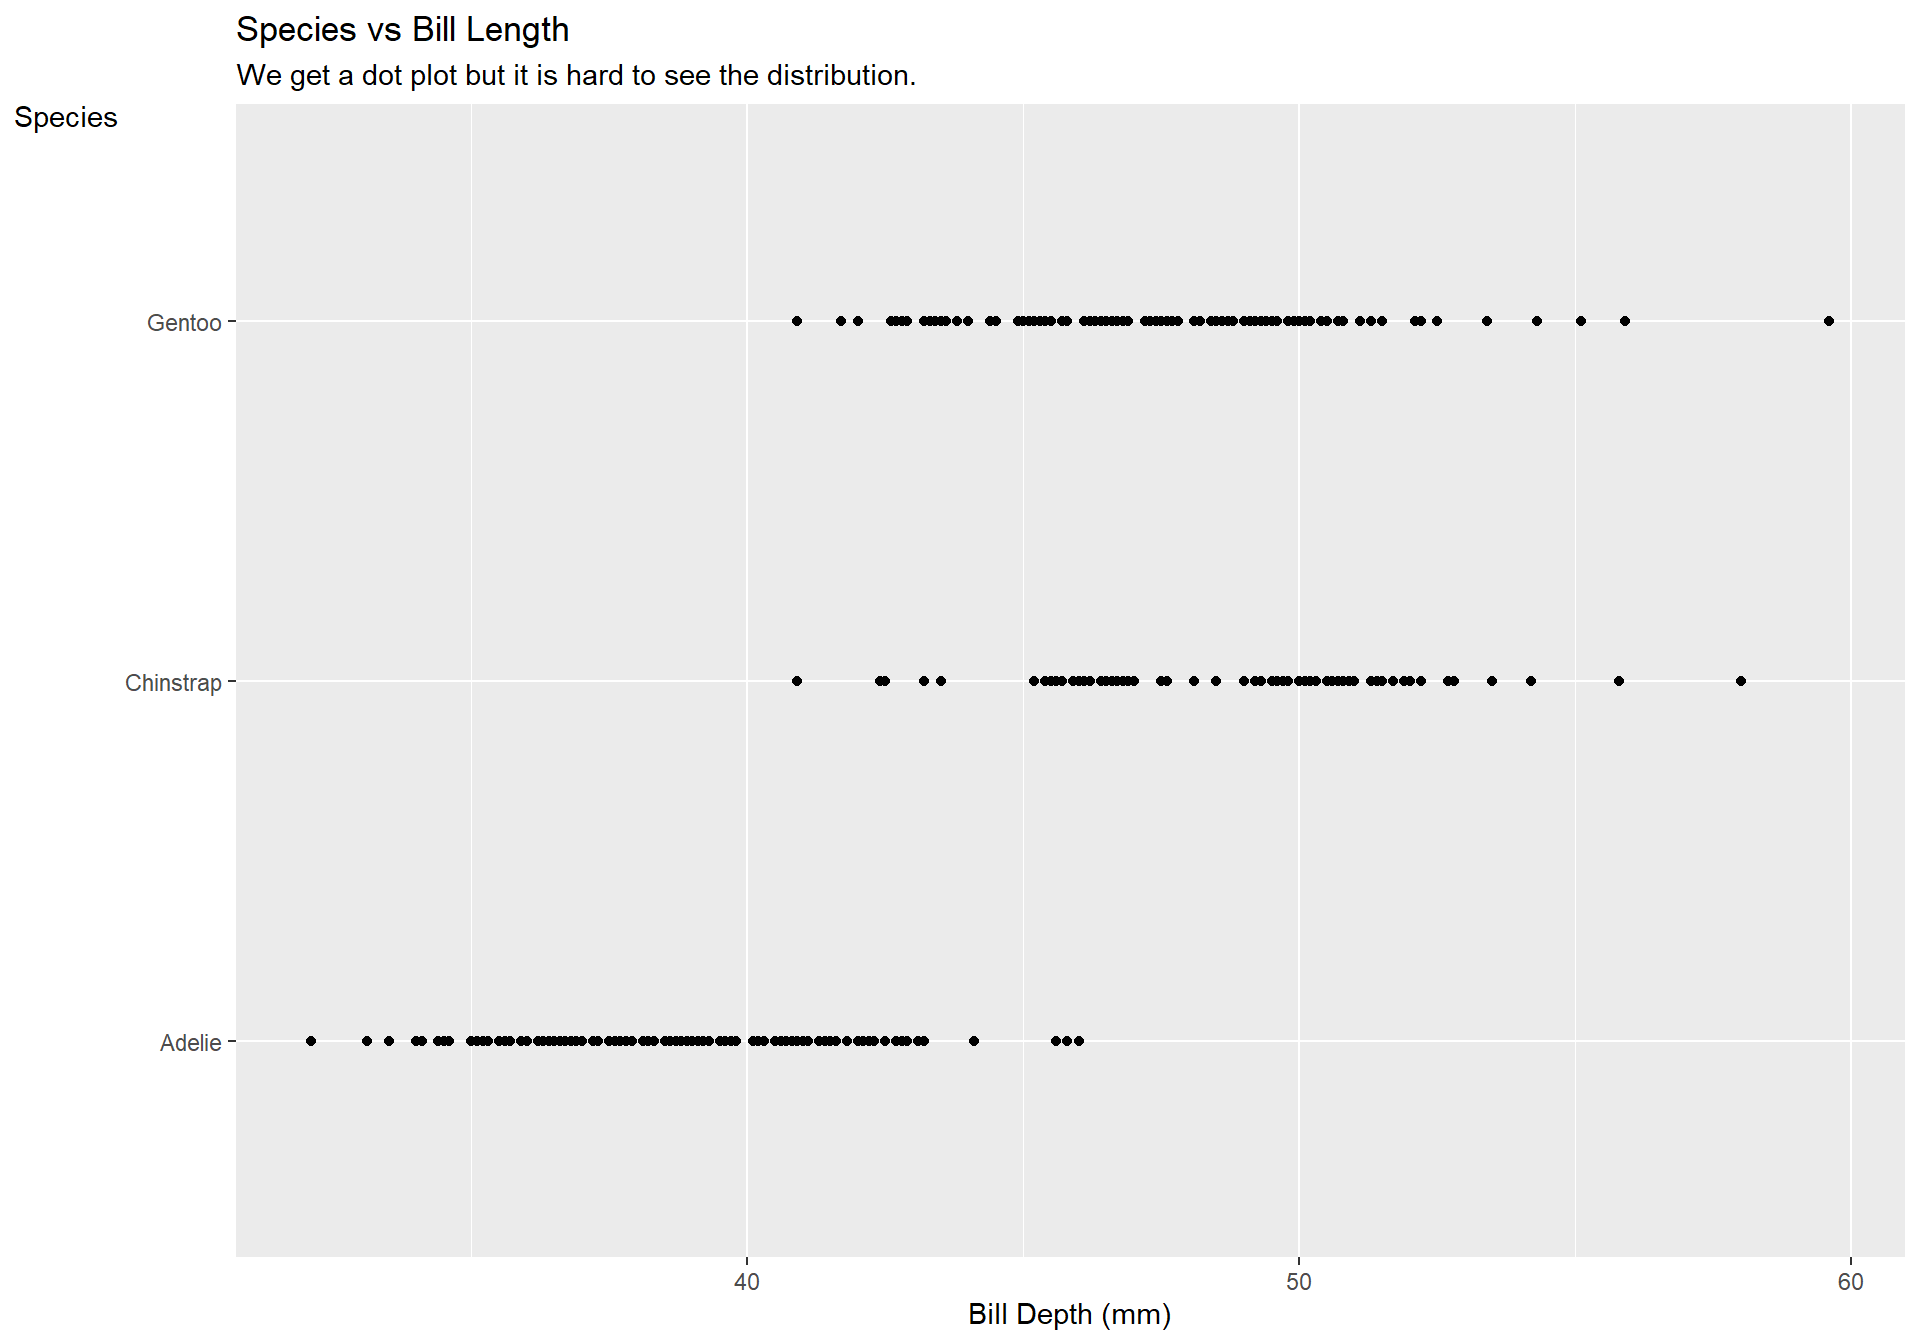 Species vs Bill Length
We get a dot plot but it is hard to see the distribution.
Species
Gentoo
Chinstrap
Adelie
40 50 60
Bill Depth (mm)